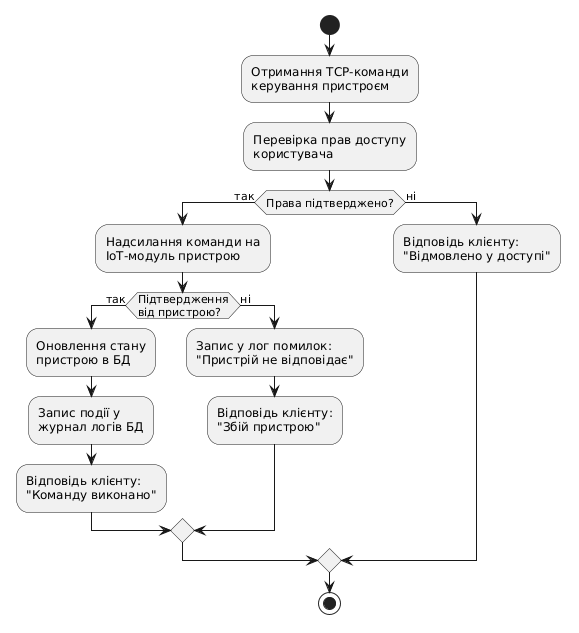 Отримання TCP-команди
керування пристроєм
Перевірка прав доступу
користувача
Права підтверджено?
так
ні
Надсилання команди на
IoT-модуль пристрою
Відповідь клієнту:
"Відмовлено у доступі"
Підтвердження
від пристрою?
так
ні
Оновлення стану
пристрою в БД
Запис у лог помилок:
"Пристрій не відповідає"
Запис події у
журнал логів БД
Відповідь клієнту:
"Збій пристрою"
Відповідь клієнту:
"Команду виконано"